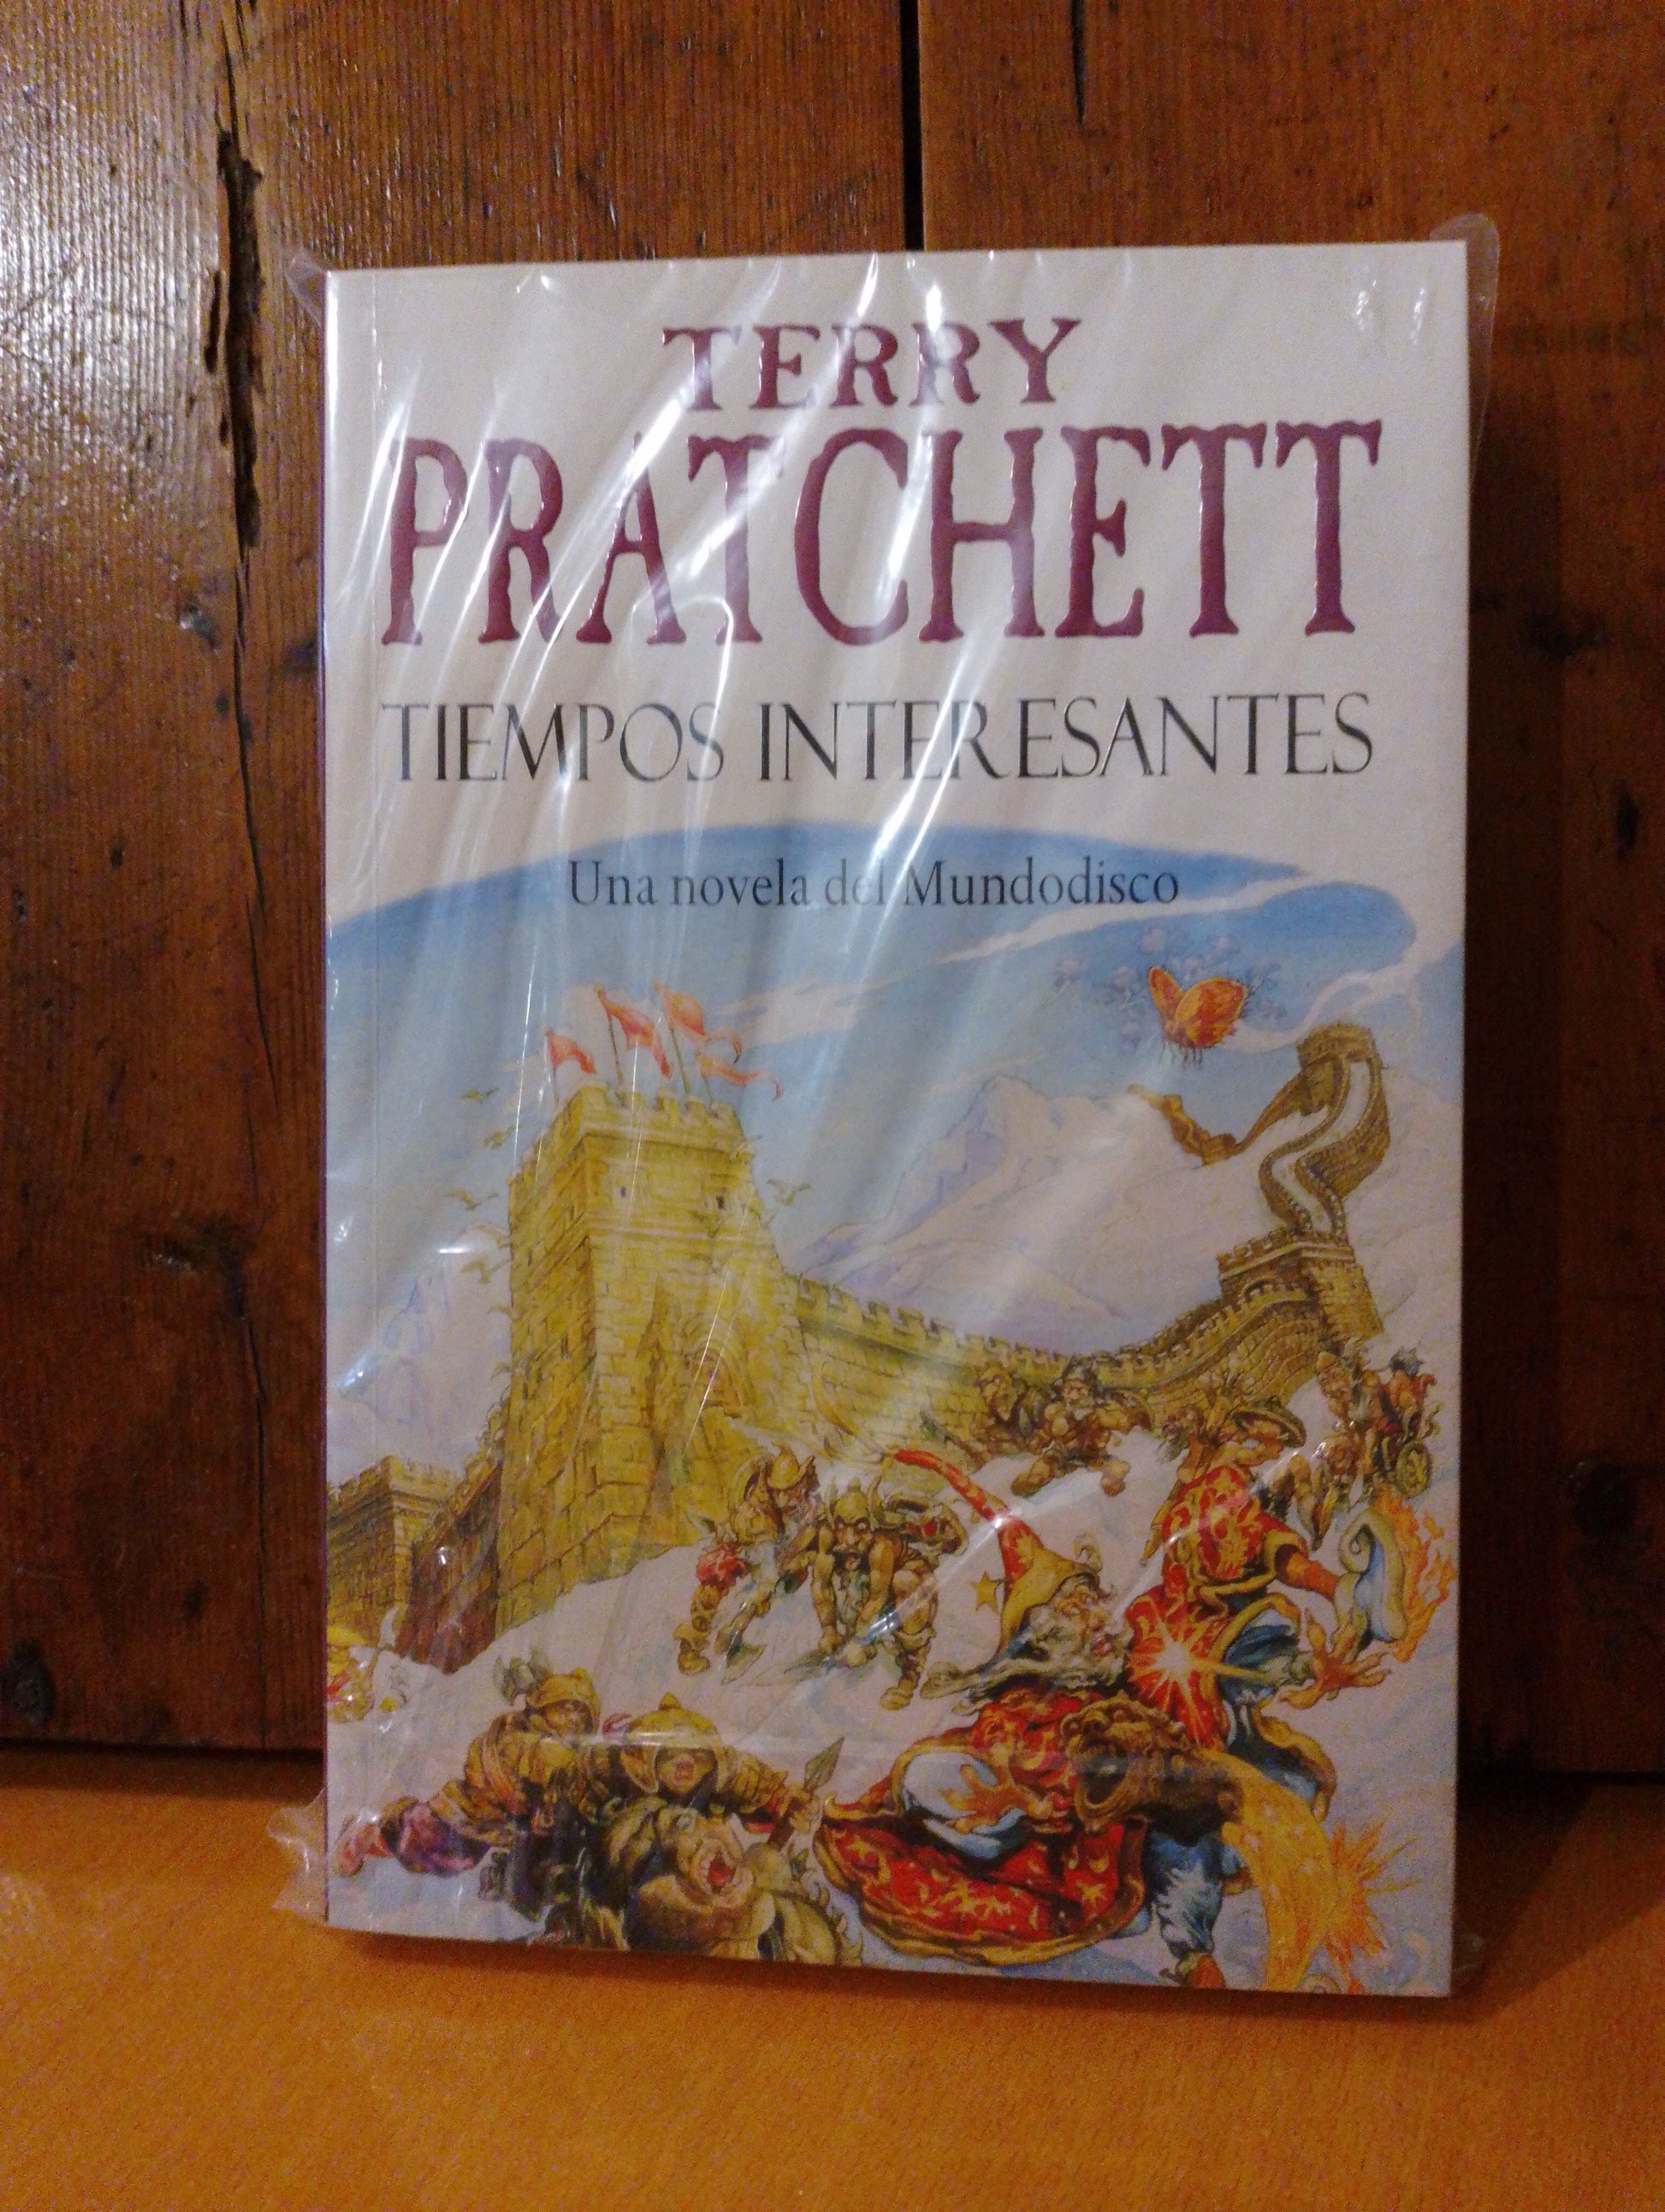 TERRY
PRATCHETT
TIEMPOS INTERESANTES
Una novela del Mundodisco